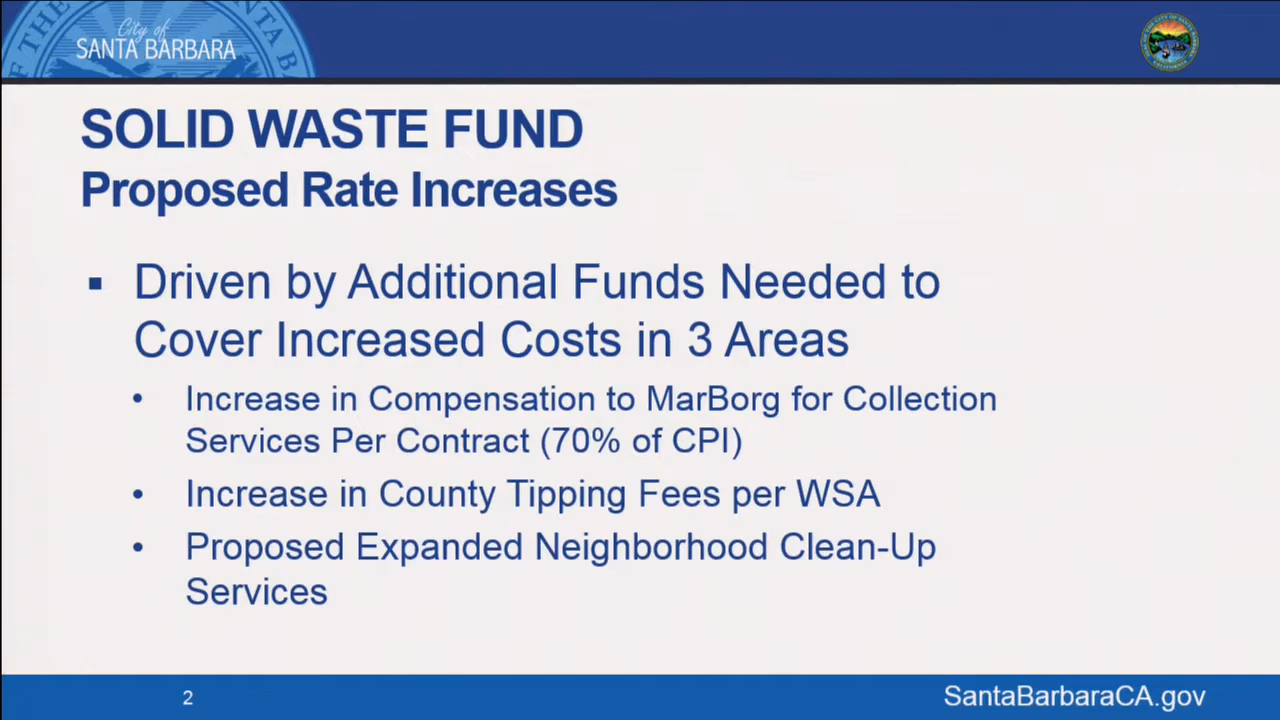 City of
SANTA BARBARA
SOLID WASTE FUND
Proposed Rate Increases
▪ Driven by Additional Funds Needed to
Cover Increased Costs in 3 Areas
• Increase in Compensation to MarBorg for Collection
Services Per Contract (70% of CPI)
• Increase in County Tipping Fees per WSA
• Proposed Expanded Neighborhood Clean-Up
Services
2
SantaBarbaraCA.gov